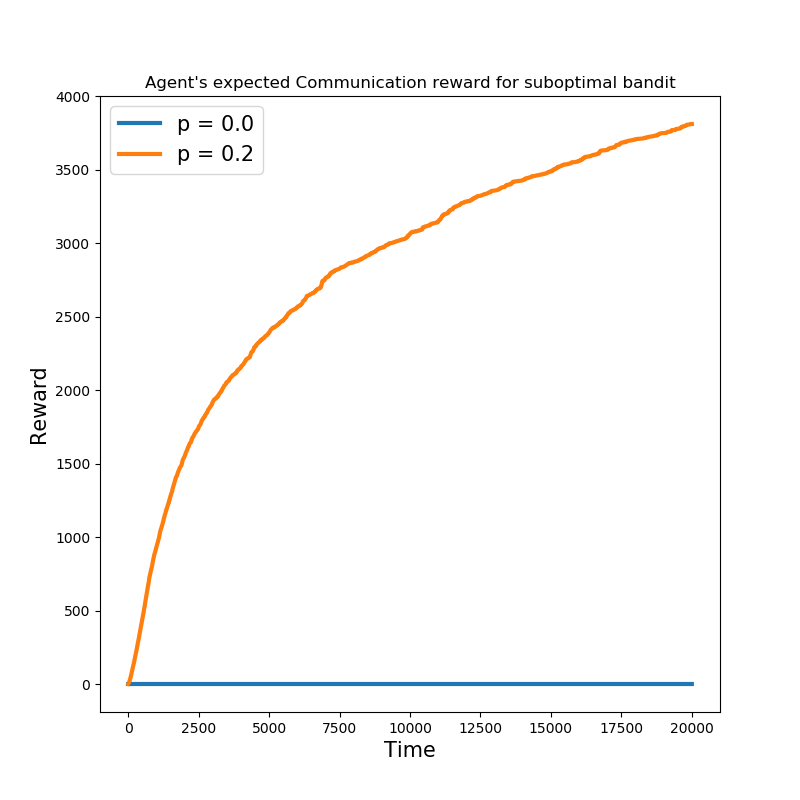 Agent's expected Communication reward for suboptimal bandit
4000
3500
3000
2500
2000
1500
1000
500
0
Reward
p = 0.0
p = 0.2
0 2500 5000 7500 10000 12500 15000 17500 20000
Time